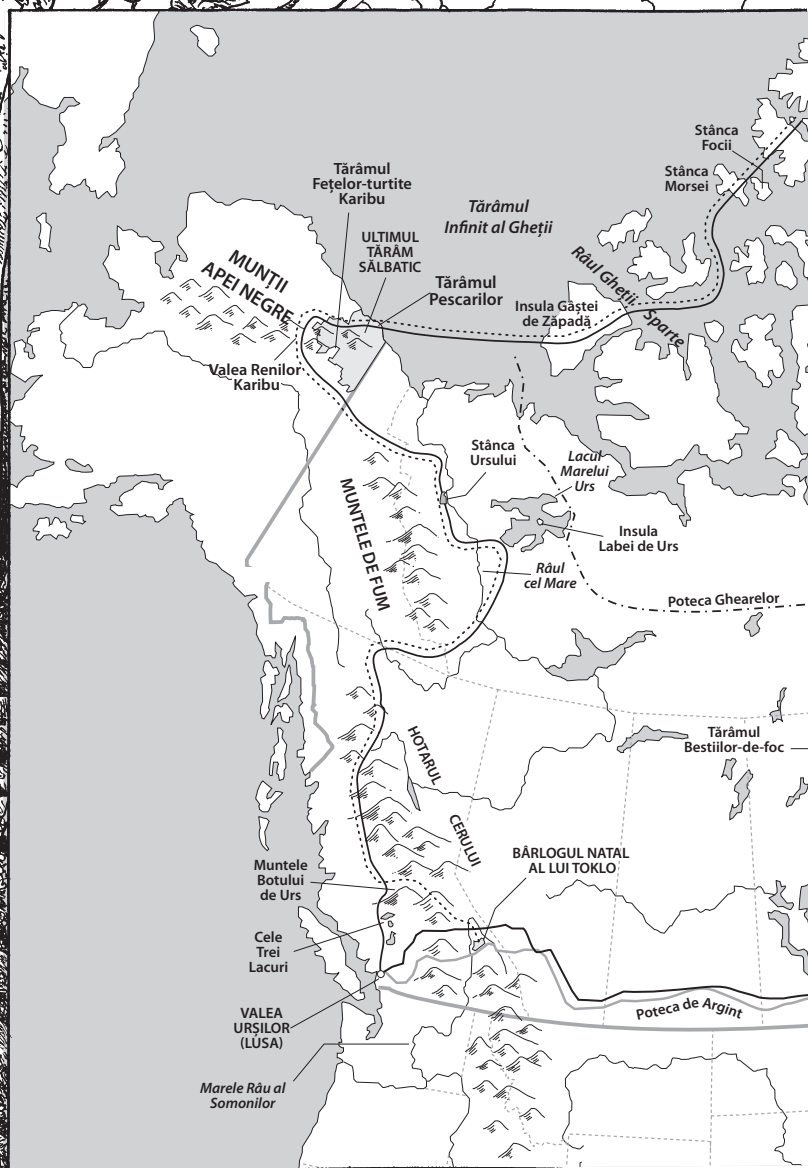 Stânca
Focii
Stânca
Morsei
Tărâmul
Fețelor-turtite
Karibu
Tărâmul
Infinit al Gheții
ULTIMUL
TĂRÂM
SĂLBATIC
MUNȚII
APEI NEGRE
Tărâmul
Pescarilor
Râul Gheții Sparte
Insula Gâștei
de Zăpadă
Valea Renilor
Karibu
Stânca
Ursului
Lacul
Marelui
Urs
MUNTELE DE FUM
Insula
Labei de Urs
Râul
cel Mare
Poteca Ghearelor
HOTARUL
CERULUI
Tărâmul
Bestiilor-de-foc
BÂRLOGUL NATAL
AL LUI TOKLO
Muntele
Botului
de Urs
Cele
Trei
Lacuri
VALEA
URȘILOR
(LUSA)
Poteca de Argint
Marele Râu al
Somonilor